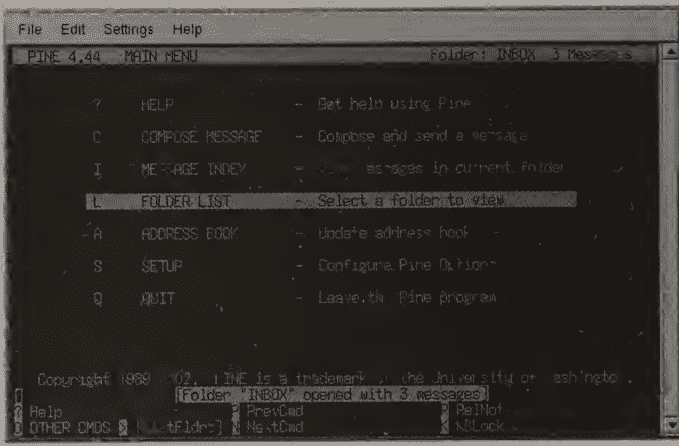 File Edit Settings Help
PINE 4.44 MAIN MENU Folder: INBOX 3 Messages
? HELP - Get help using Pine
C COMPOSE MESSAGE - Compose and send a message
I MESSAGE INDEX - messages in current folder
L FOLDER LIST - Select a folder to view
A ADDRESS BOOK - Update address book
S SETUP - Configure Pine Options
Q QUIT - Leave the Pine program
Copyright 1989 PINE is a trademark the University of
[Folder "INBOX" opened with 3 messages]
? Help P PrevCmd R RelNotes
O OTHER CMDS > NextCmd K KBLock